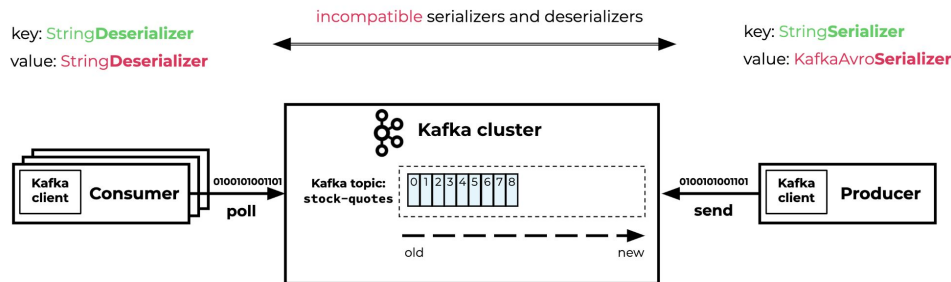 incompatible serializers and deserializers
key: StringDeserializer
value: StringDeserializer
key: StringSerializer
value: KafkaAvroSerializer
Kafka cluster
Kafka
client
Consumer
0100101001101
poll
Kafka topic:
stock-quotes
0 1 2 3 4 5 6 7 8
old
new
0100101001101
send
Kafka
client
Producer